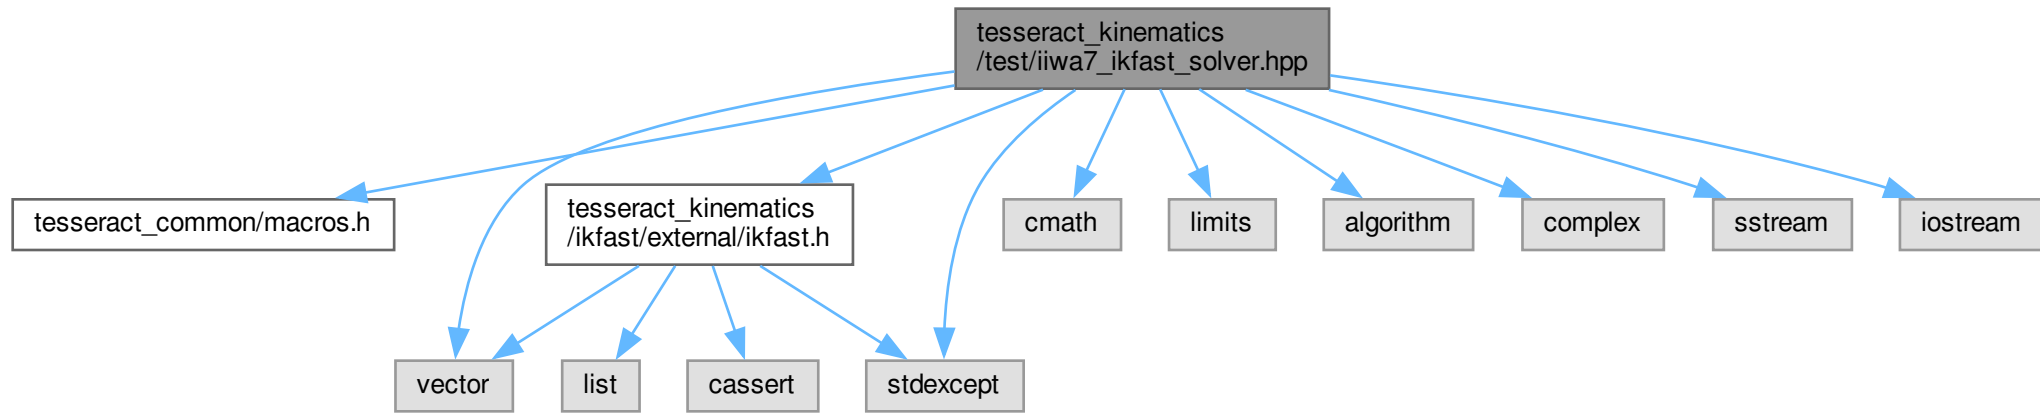 tesseract_kinematics
/test/iiwa7_ikfast_solver.hpp
tesseract_common/macros.h
tesseract_kinematics
/ikfast/external/ikfast.h
cmath
limits
algorithm
complex
sstream
iostream
vector
list
cassert
stdexcept